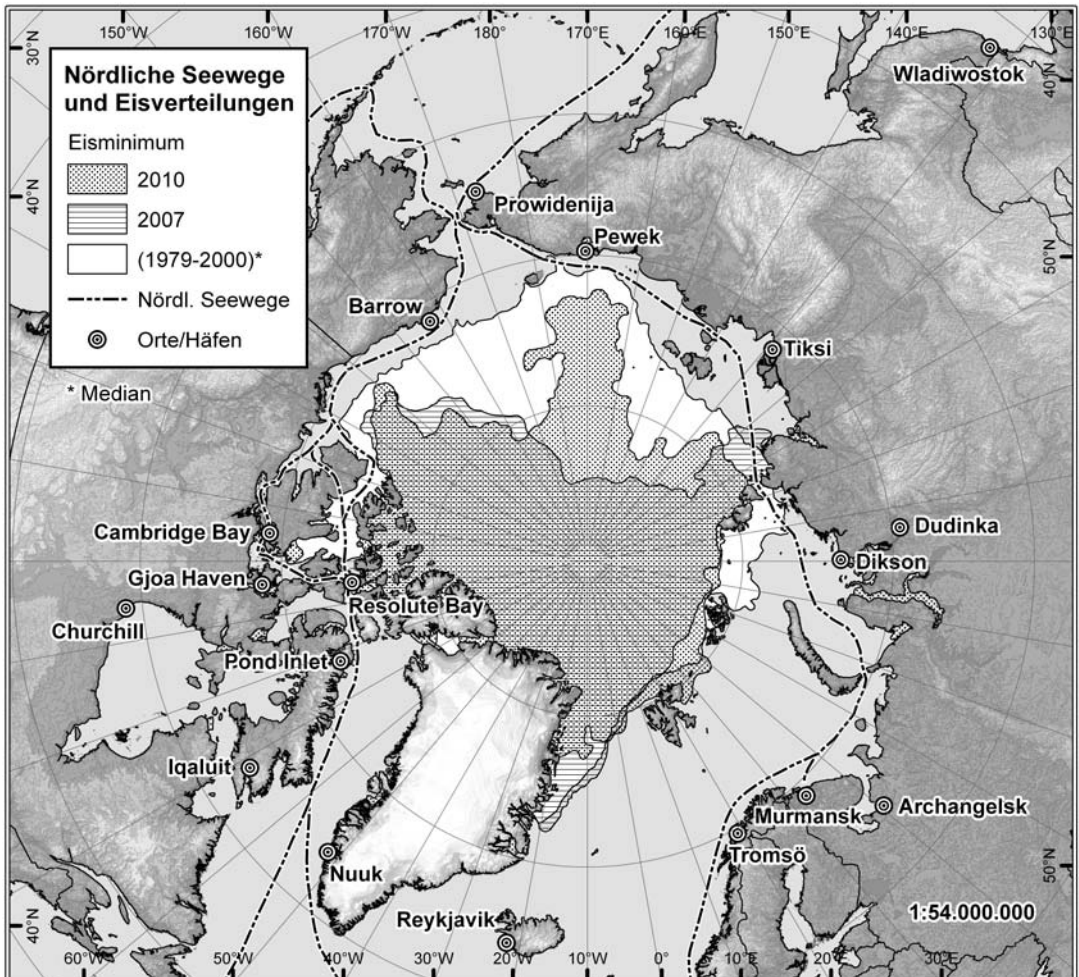 150°W
160°W
170°W
180°
170°E
160°E
150°E
140°E
130°E
30°N
40°N
Wladiwostok
Nördliche Seewege
und Eisverteilungen
Eisminimum
2010
2007
(1979-2000)*
Nördl. Seewege
Orte/Häfen
* Median
40°N
50°N
Prowidenija
Pewek
Barrow
Tiksi
Cambridge Bay
Dudinka
Gjoa Haven
Dikson
Resolute Bay
Churchill
Pond Inlet
Iqaluit
Archangelsk
Murmansk
Tromsö
50°N
Nuuk
Reykjavik
1:54.000.000
40°N
60°W
50°W
40°W
30°W
20°W
10°W
0°
10°E
20°E
30°E